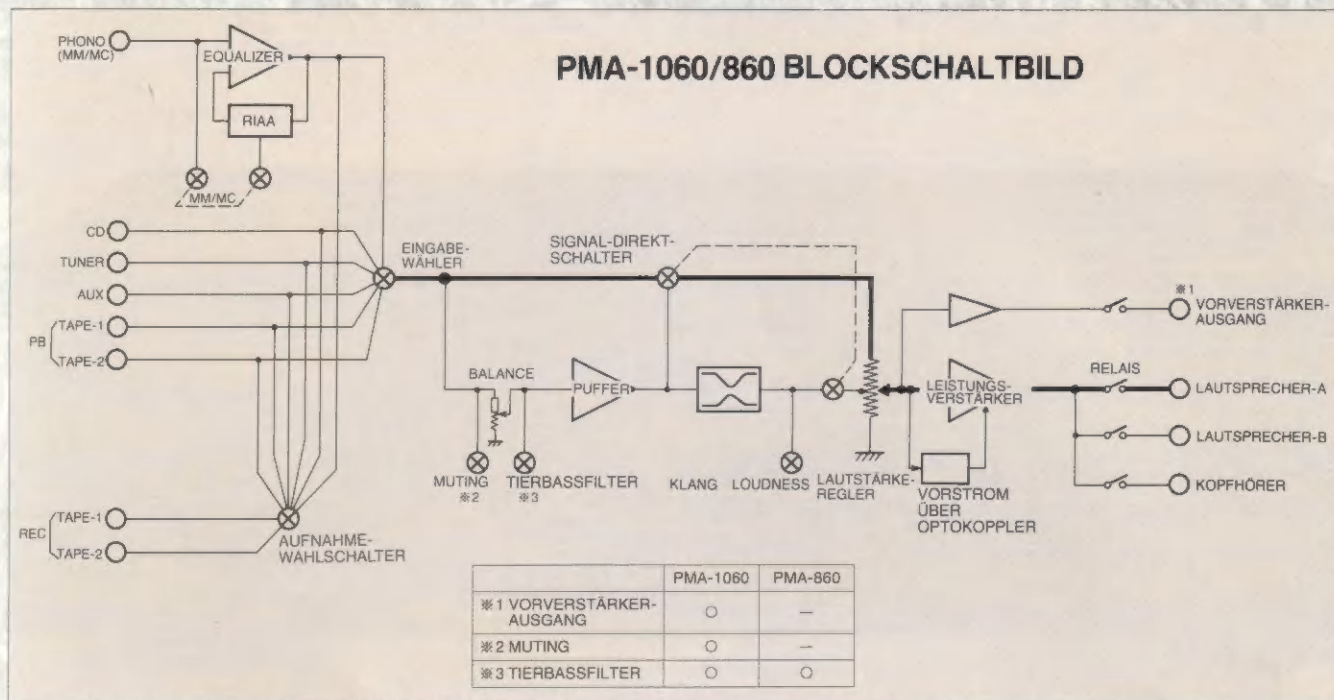 PMA-1060/860 BLOCKSCHALTBILD
PHONO
(MM/MC)
EQUALIZER
RIAA
MM/MC
CD
TUNER
AUX
PB
TAPE-1
TAPE-2
EINGABE-
WÄHLER
SIGNAL-DIREKT-
SCHALTER
BALANCE
PUFFER
MUTING
※2
TIERBASSFILTER
※3
KLANG
LOUDNESS
LAUTSTÄRKE-
REGLER
LEISTUNGS-
VERSTÄRKER
VORSTROM
ÜBER
OPTOKOPPLER
RELAIS
※1
VORVERSTÄRKER-
AUSGANG
LAUTSPRECHER-A
LAUTSPRECHER-B
KOPFHÖRER
REC
TAPE-1
TAPE-2
AUFNAHME-
WAHLSCHALTER
PMA-1060 PMA-860
※1 VORVERSTÄRKER-
AUSGANG ○ —
※2 MUTING ○ —
※3 TIERBASSFILTER ○ ○